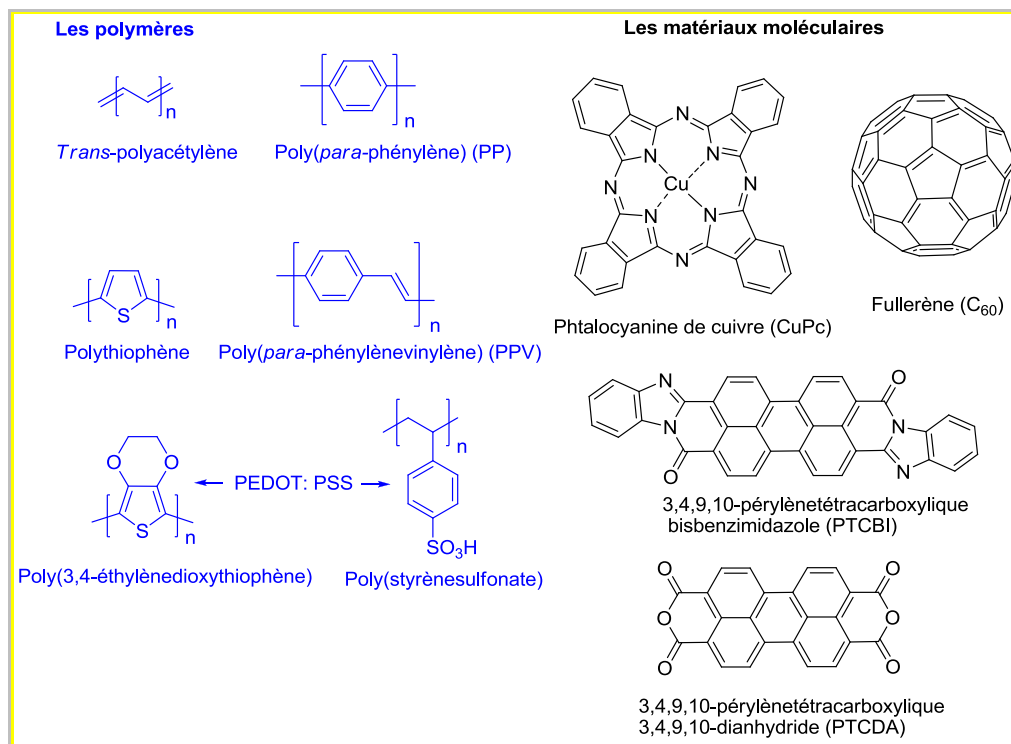 Les polymères
n
Trans-polyacétylène
n
Poly(para-phénylène) (PP)
S
n
Polythiophène
n
Poly(para-phénylènevinylène) (PPV)
O
O
S
n
Poly(3,4-éthylènedioxythiophène)
PEDOT: PSS
n
SO3H
Poly(styrènesulfonate)
Les matériaux moléculaires
N
N
N
N
Cu
N
N
N
N
Phtalocyanine de cuivre (CuPc)
Fullerène (C60)
N
N
O
O
N
N
3,4,9,10-pérylènetétracarboxylique
bisbenzimidazole (PTCBI)
O
O
O
O
O
O
3,4,9,10-pérylènetétracarboxylique
3,4,9,10-dianhydride (PTCDA)